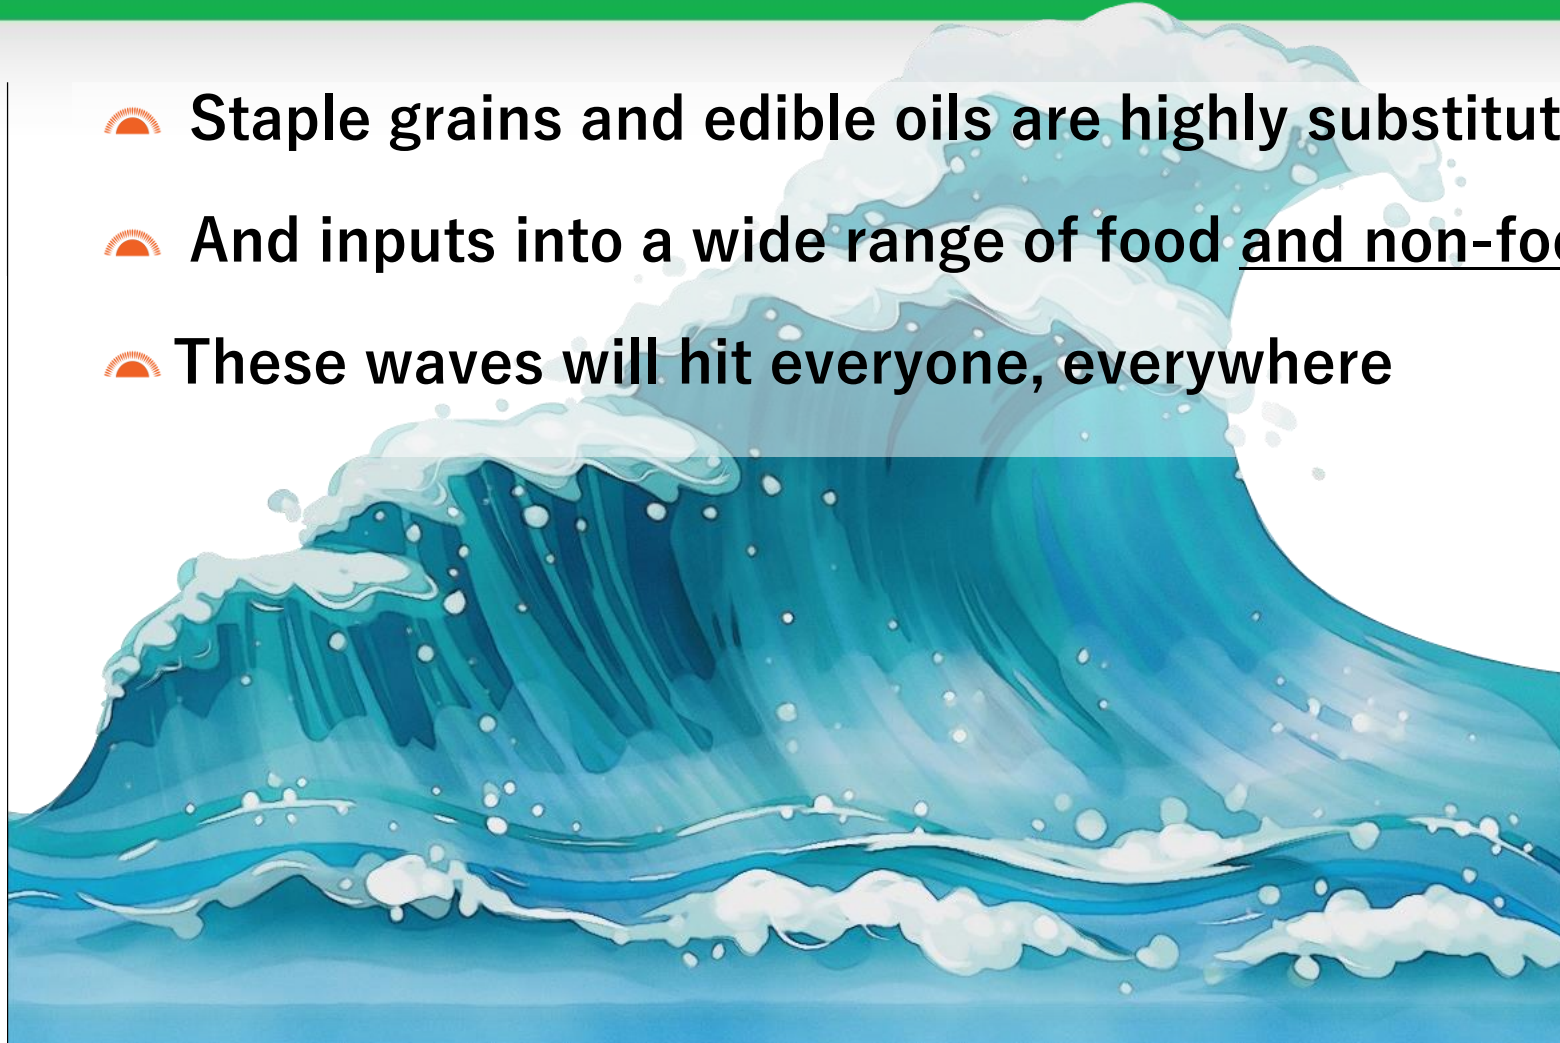 Staple grains and edible oils are highly substitut
And inputs into a wide range of food and non-foo
These waves will hit everyone, everywhere